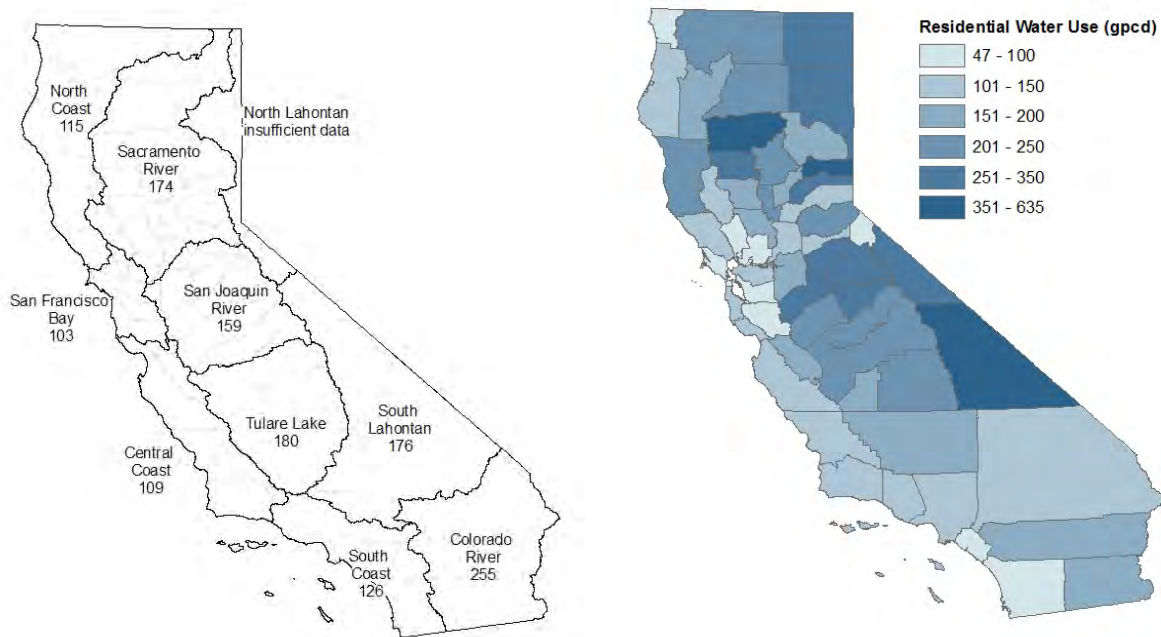 North
Coast
115
North Lahontan
insufficient data
Sacramento
River
174
San Francisco
Bay
103
San Joaquin
River
159
Tulare Lake
180
South
Lahontan
176
Central
Coast
109
South
Coast
126
Colorado
River
255
Residential Water Use (gpcd)
47 - 100
101 - 150
151 - 200
201 - 250
251 - 350
351 - 635